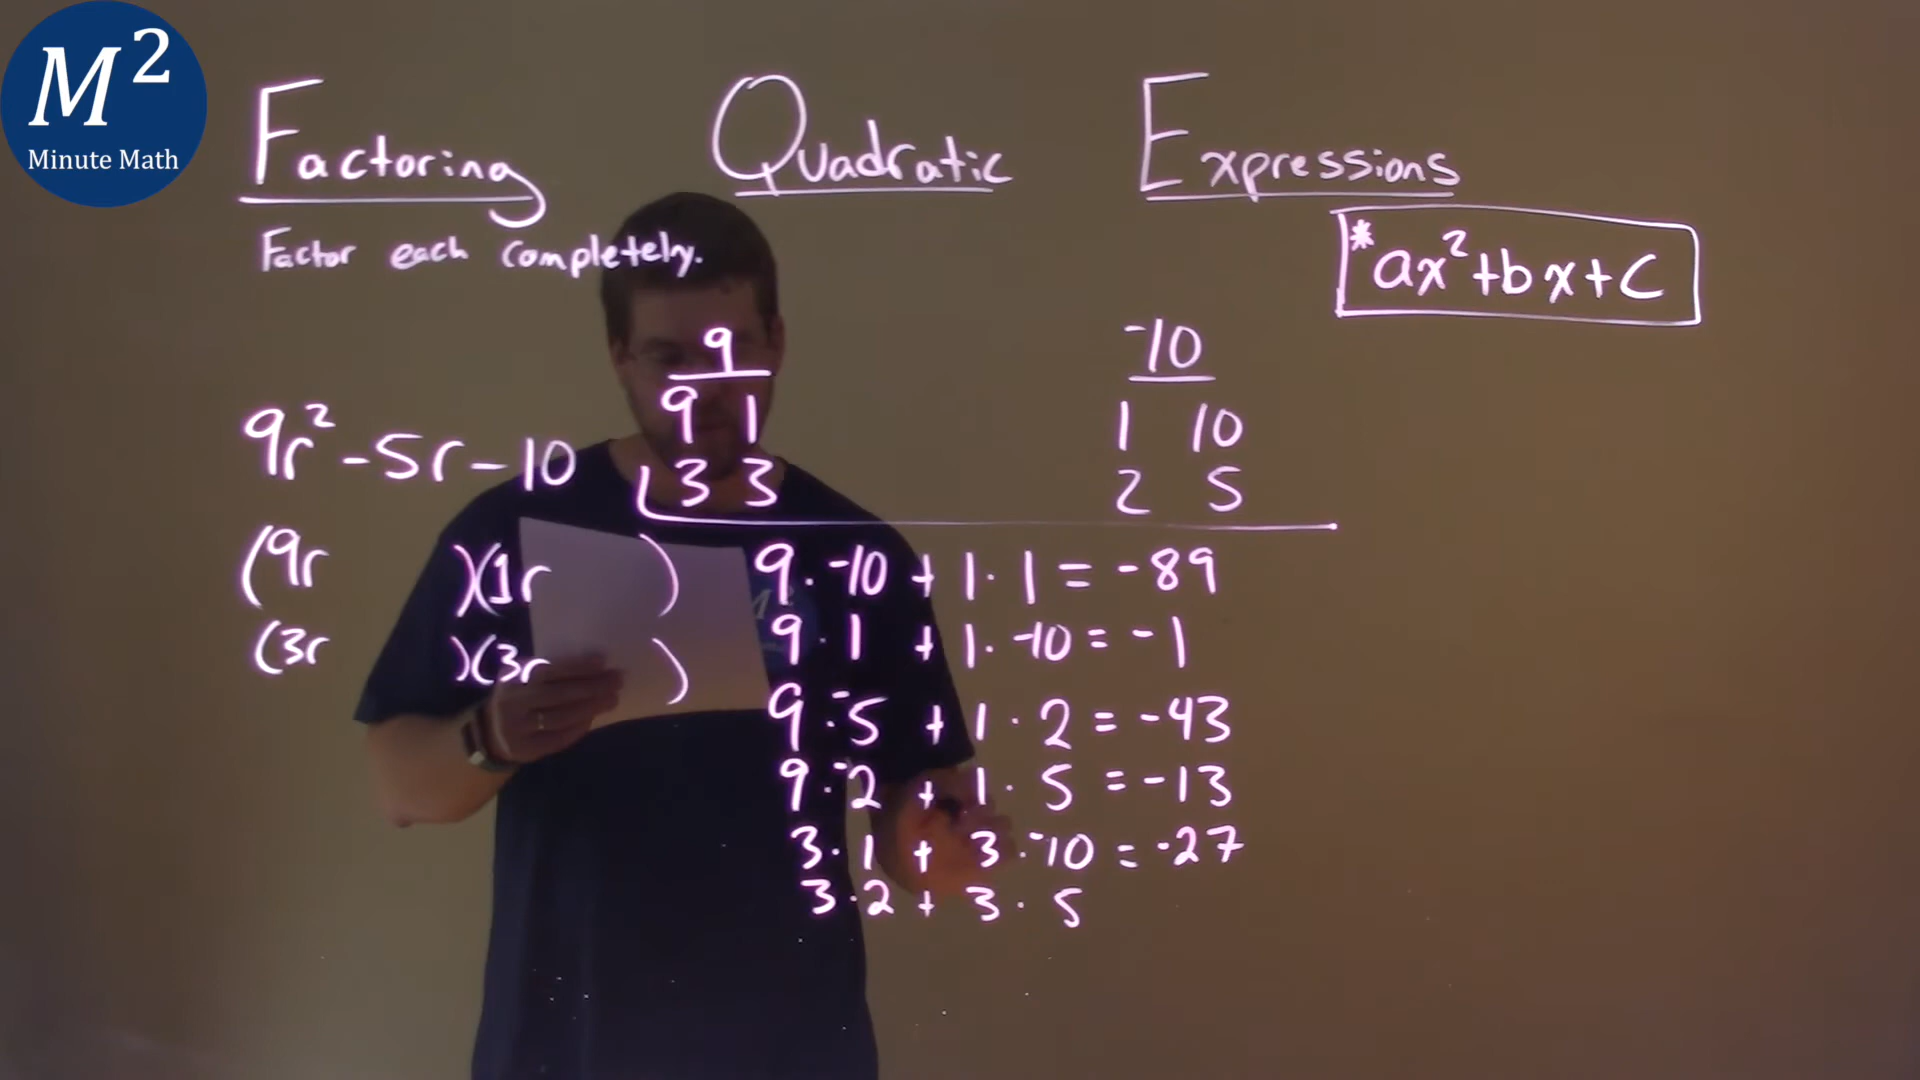 M²
Minute Math
Factoring Quadratic Expressions
Factor each completely.
*ax²+bx+c
9 -10
9 1 1 10
9r²-5r-10 3 3 2 5
(9r )(1r ) 9·-10 + 1·1 = -89
(3r )(3r ) 9·1 + 1·-10 = -1
9·-5 + 1·2 = -43
9·-2 + 1·5 = -13
3·1 + 3·-10 = -27
3·2 + 3·5